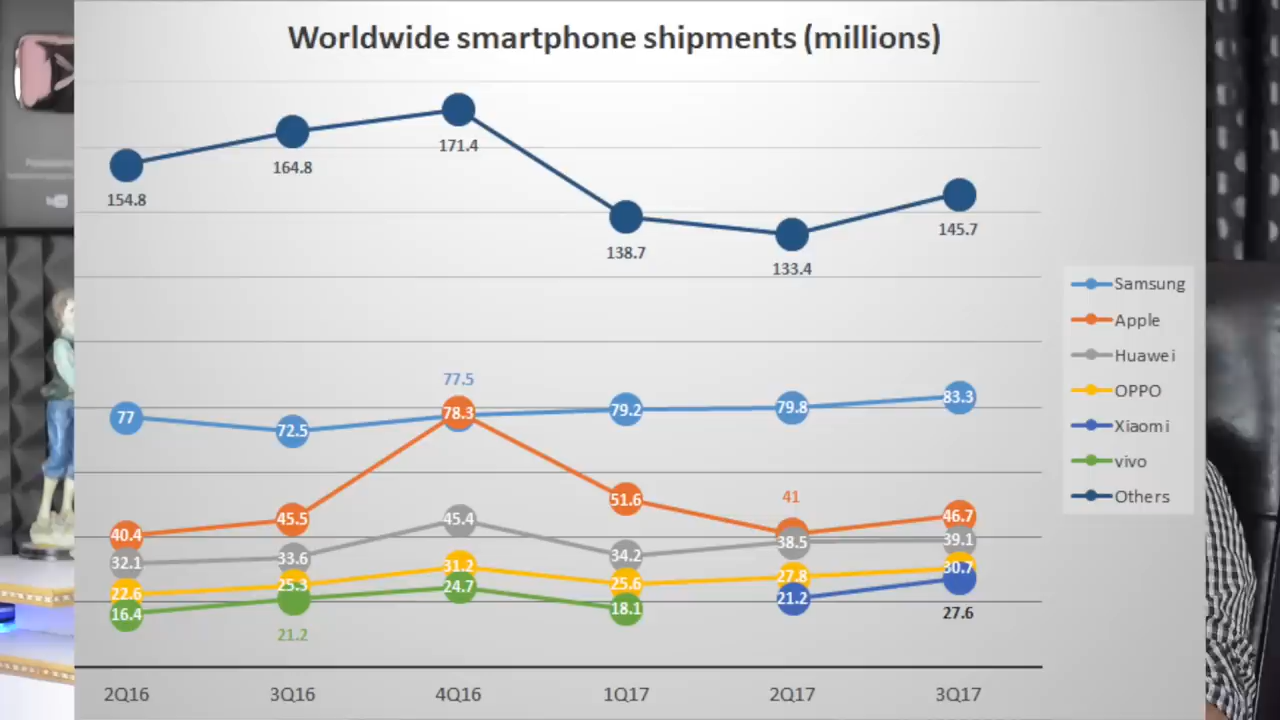 Worldwide smartphone shipments (millions)
154.8
164.8
171.4
138.7
133.4
145.7
77
72.5
77.5
79.2
79.8
83.3
40.4
45.5
78.3
51.6
41
46.7
32.1
33.6
45.4
34.2
38.5
39.1
22.6
25.3
31.2
25.6
27.8
30.7
16.4
21.2
24.7
18.1
21.2
27.6
2Q16
3Q16
4Q16
1Q17
2Q17
3Q17
Samsung
Apple
Huawei
OPPO
Xiaomi
vivo
Others